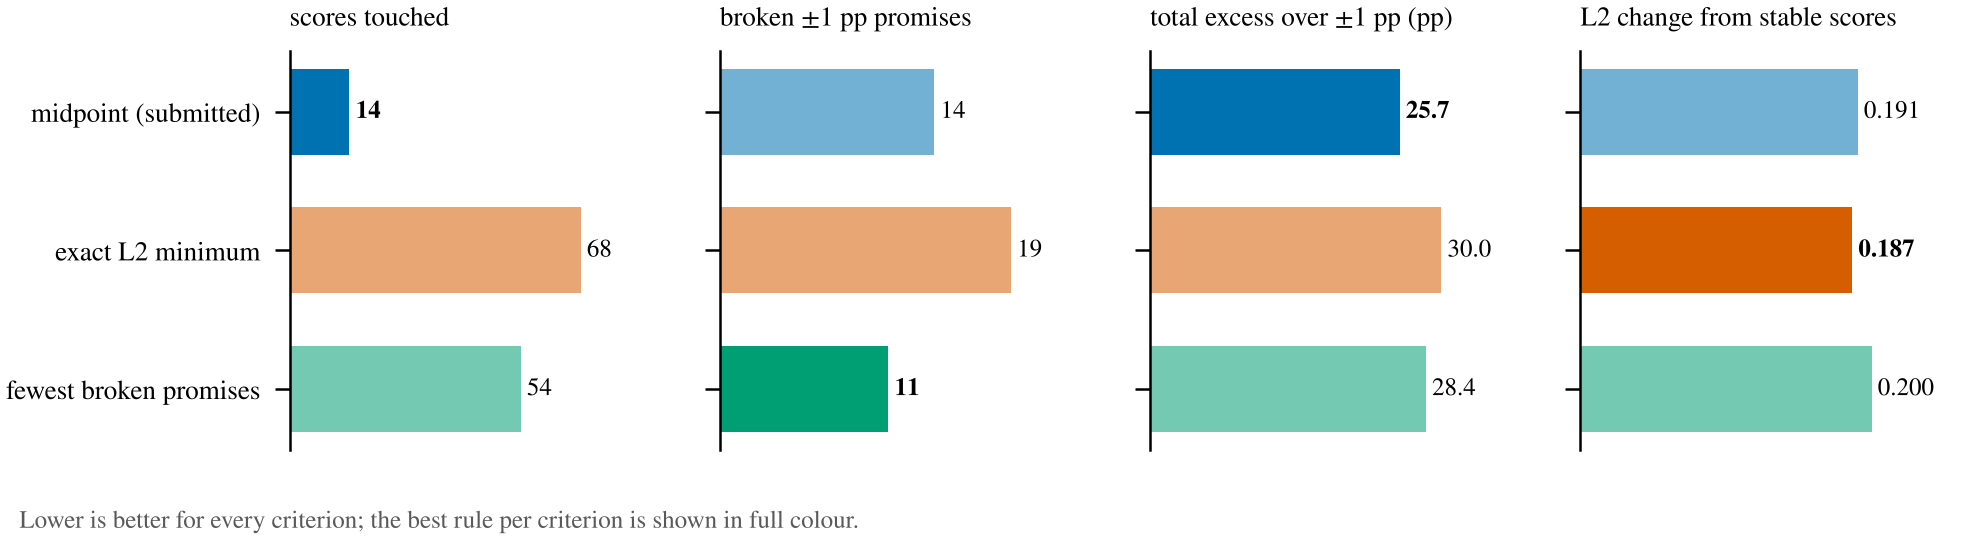 scores touched
broken ±1 pp promises
total excess over ±1 pp (pp)
L2 change from stable scores
midpoint (submitted)
14
14
25.7
0.191
exact L2 minimum
68
19
30.0
0.187
fewest broken promises
54
11
28.4
0.200
Lower is better for every criterion; the best rule per criterion is shown in full colour.